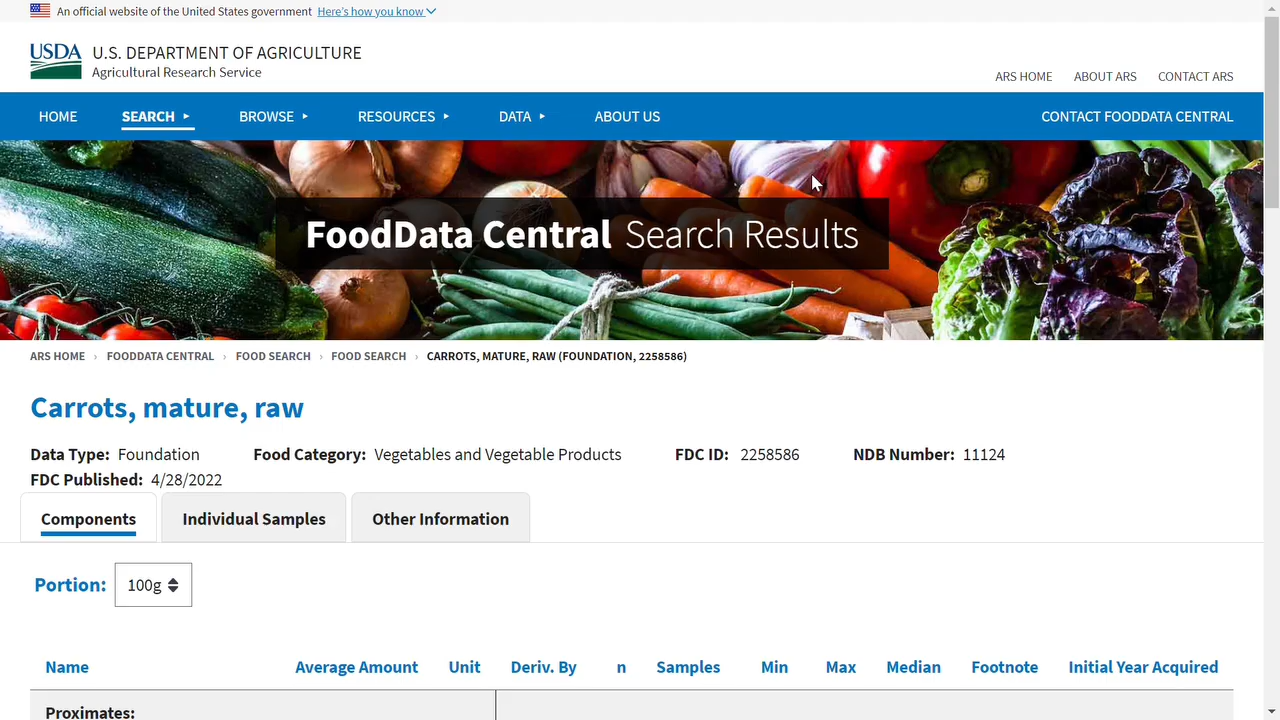 An official website of the United States government Here's how you know
USDA U.S. DEPARTMENT OF AGRICULTURE
Agricultural Research Service
ARS HOME ABOUT ARS CONTACT ARS
HOME SEARCH BROWSE RESOURCES DATA ABOUT US CONTACT FOODDATA CENTRAL
FoodData Central Search Results
ARS HOME › FOODDATA CENTRAL › FOOD SEARCH › FOOD SEARCH › CARROTS, MATURE, RAW (FOUNDATION, 2258586)
Carrots, mature, raw
Data Type: Foundation Food Category: Vegetables and Vegetable Products FDC ID: 2258586 NDB Number: 11124
FDC Published: 4/28/2022
Components Individual Samples Other Information
Portion: 100g
Name Average Amount Unit Deriv. By n Samples Min Max Median Footnote Initial Year Acquired
Proximates: